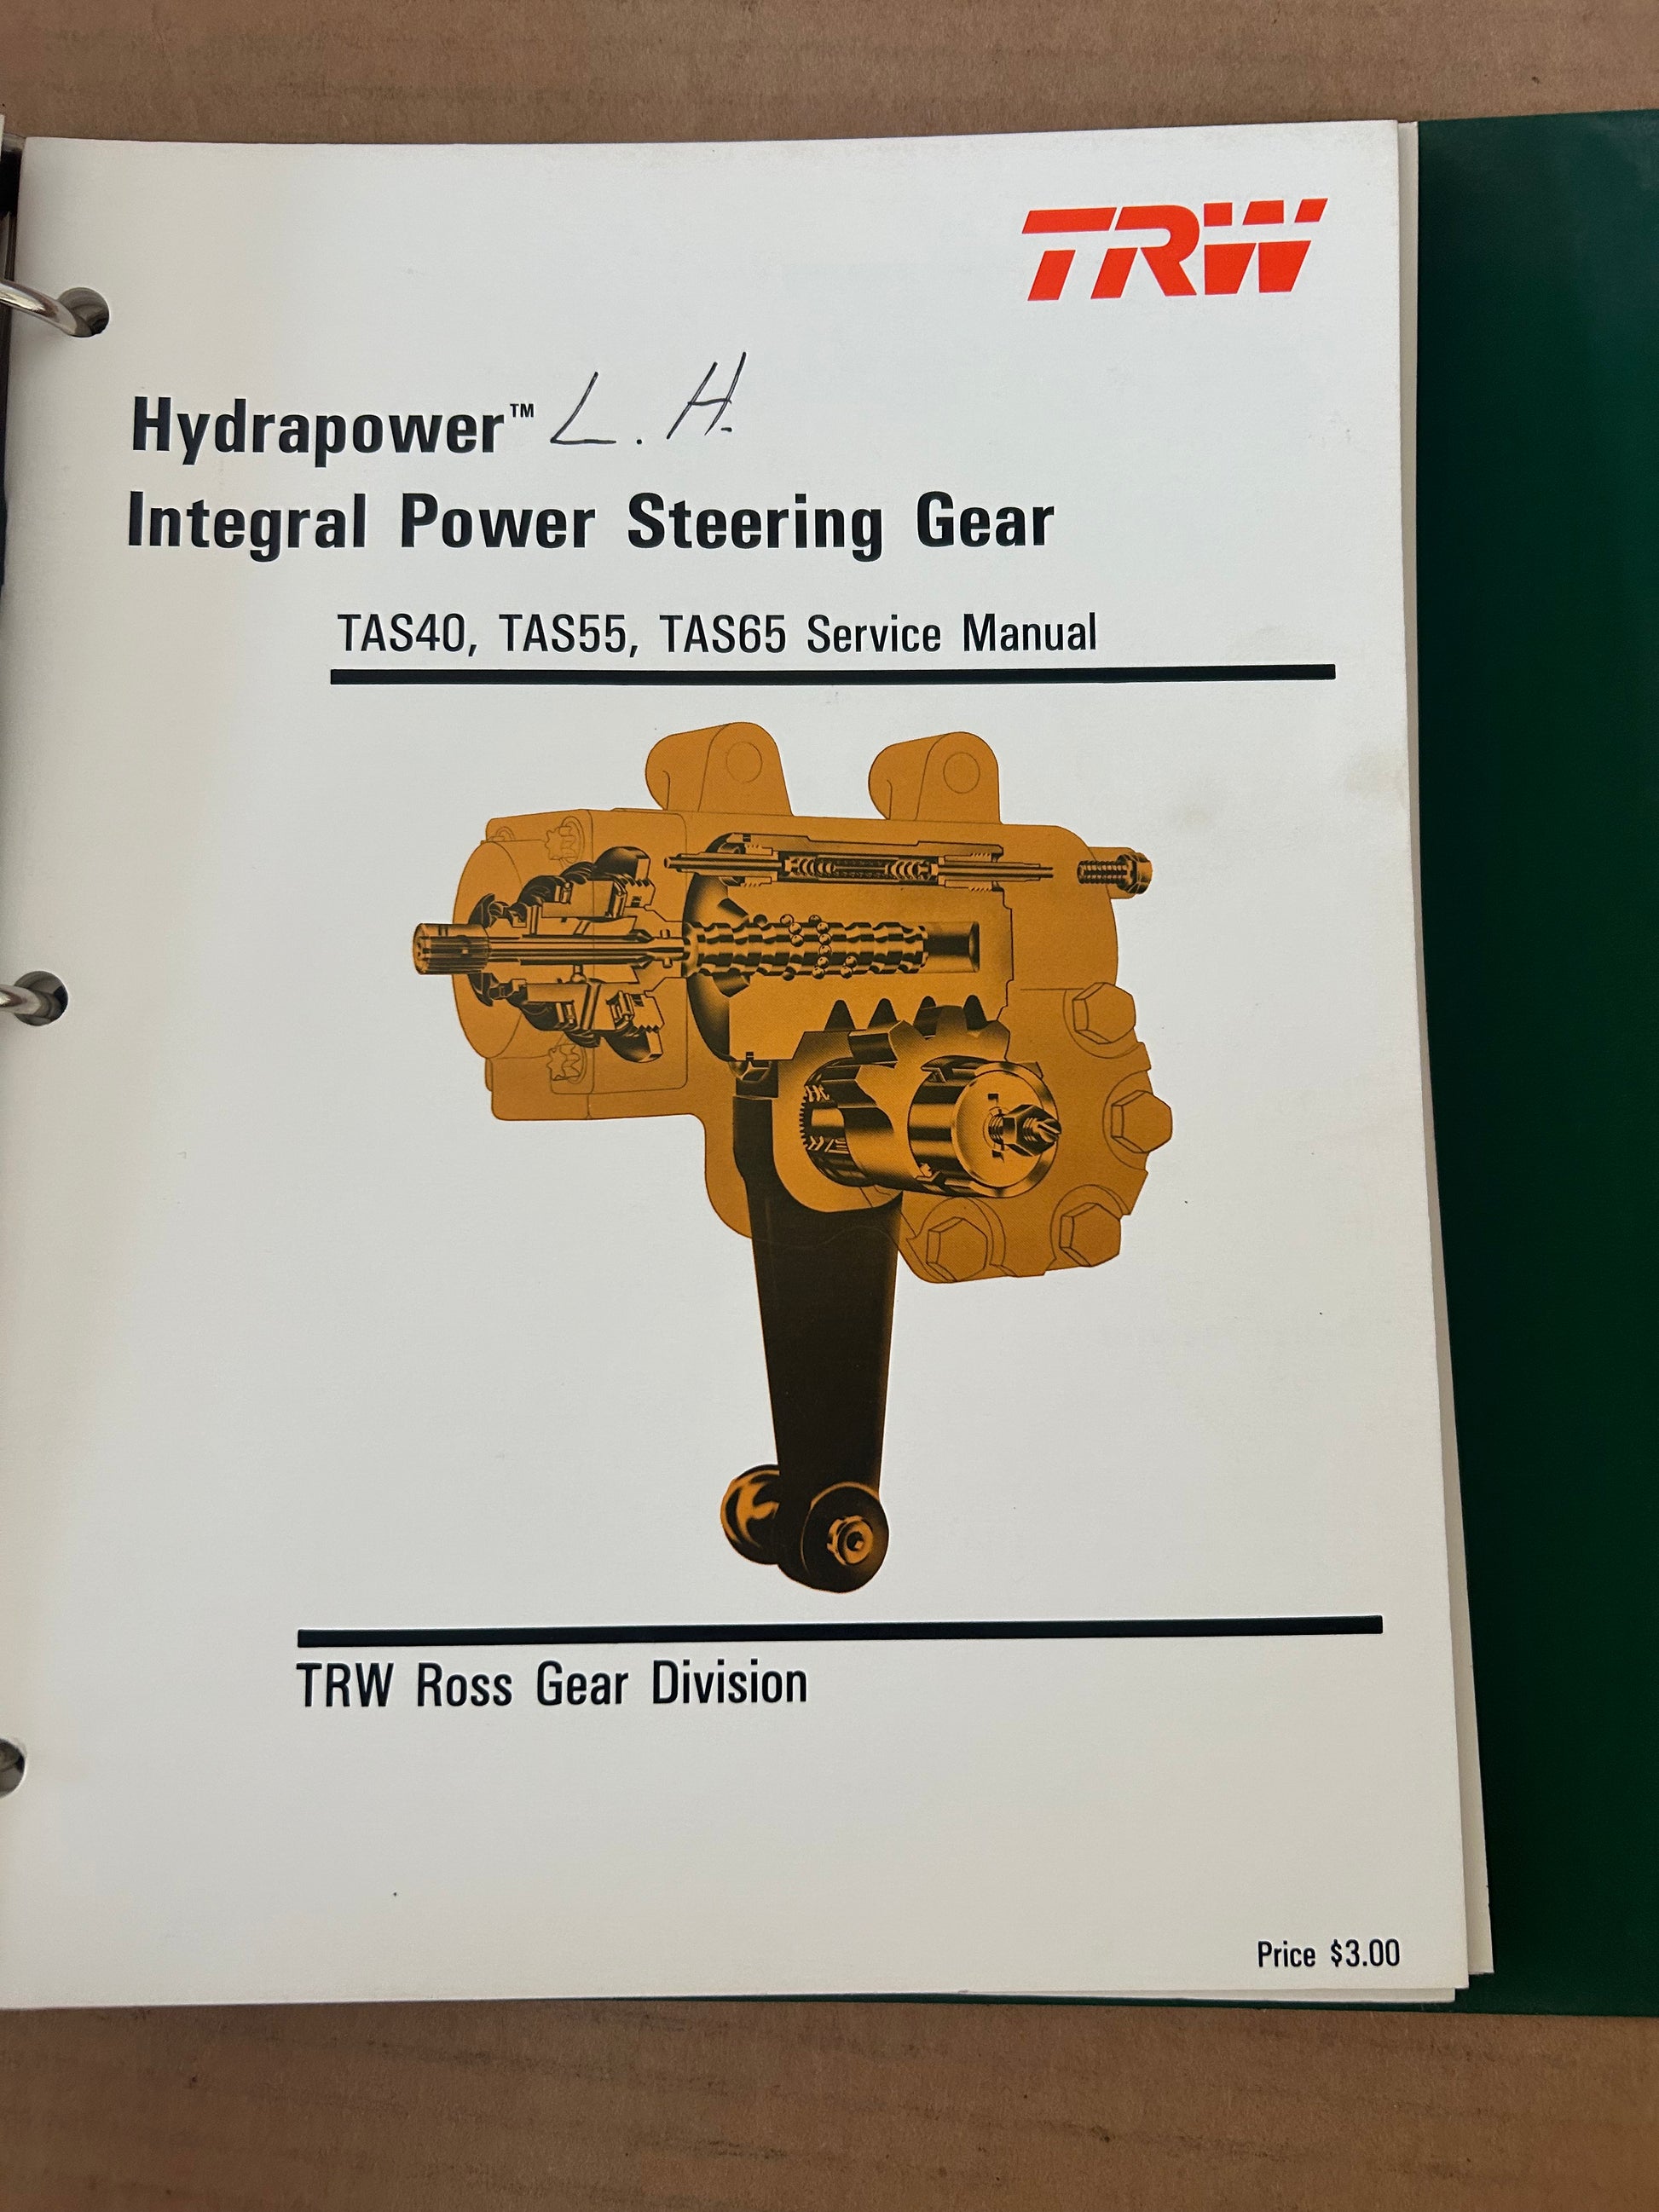 TRW
Hydrapower™ L. H.
Integral Power Steering Gear
TAS40, TAS55, TAS65 Service Manual
TRW Ross Gear Division
Price $3.00